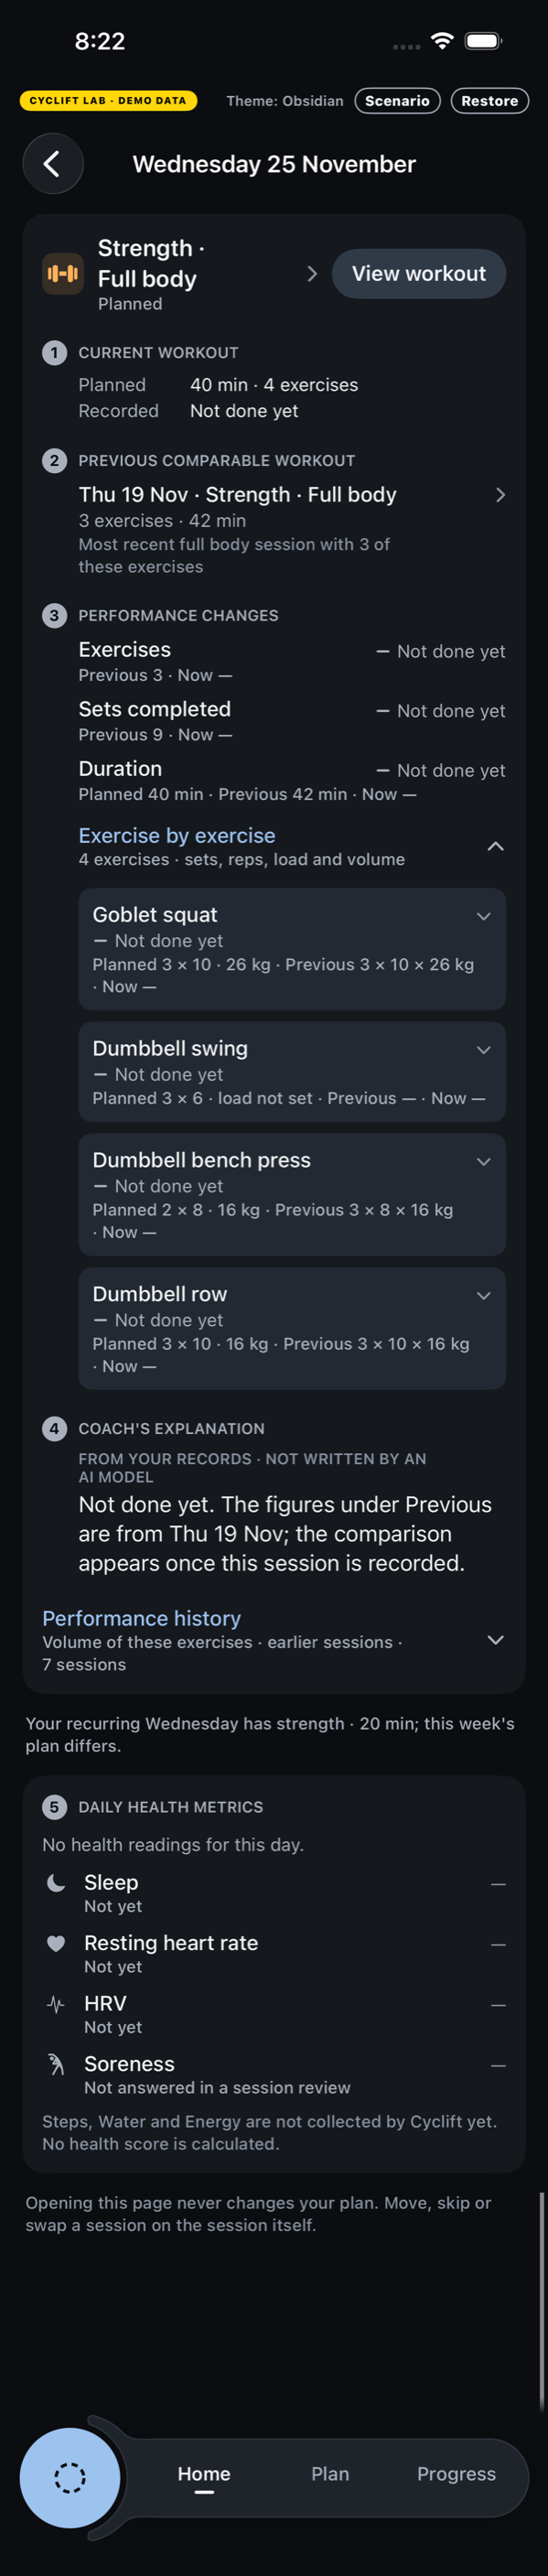 8:22
CYCLIFT LAB · DEMO DATA
Theme: Obsidian
Scenario
Restore
Wednesday 25 November
Strength ·
Full body
Planned
View workout
1 CURRENT WORKOUT
Planned 40 min · 4 exercises
Recorded Not done yet
2 PREVIOUS COMPARABLE WORKOUT
Thu 19 Nov · Strength · Full body
3 exercises · 42 min
Most recent full body session with 3 of
these exercises
3 PERFORMANCE CHANGES
Exercises — Not done yet
Previous 3 · Now —
Sets completed — Not done yet
Previous 9 · Now —
Duration — Not done yet
Planned 40 min · Previous 42 min · Now —
Exercise by exercise
4 exercises · sets, reps, load and volume
Goblet squat
— Not done yet
Planned 3 × 10 · 26 kg · Previous 3 × 10 × 26 kg
· Now —
Dumbbell swing
— Not done yet
Planned 3 × 6 · load not set · Previous — · Now —
Dumbbell bench press
— Not done yet
Planned 2 × 8 · 16 kg · Previous 3 × 8 × 16 kg
· Now —
Dumbbell row
— Not done yet
Planned 3 × 10 · 16 kg · Previous 3 × 10 × 16 kg
· Now —
4 COACH'S EXPLANATION
FROM YOUR RECORDS · NOT WRITTEN BY AN
AI MODEL
Not done yet. The figures under Previous
are from Thu 19 Nov; the comparison
appears once this session is recorded.
Performance history
Volume of these exercises · earlier sessions ·
7 sessions
Your recurring Wednesday has strength · 20 min; this week's
plan differs.
5 DAILY HEALTH METRICS
No health readings for this day.
Sleep —
Not yet
Resting heart rate —
Not yet
HRV —
Not yet
Soreness —
Not answered in a session review
Steps, Water and Energy are not collected by Cyclift yet.
No health score is calculated.
Opening this page never changes your plan. Move, skip or
swap a session on the session itself.
Home
Plan
Progress